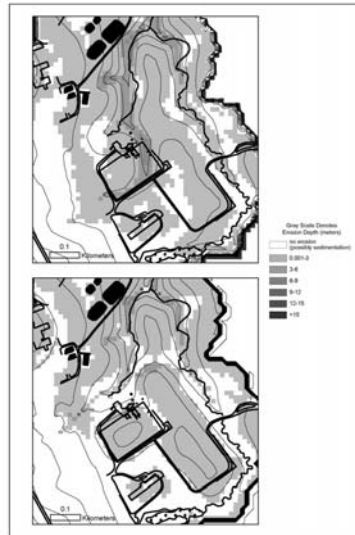 0.1
Kilometers
Gray Scale Denotes
Erosion Depth (meters)
no erosion
(possibly sedimentation)
0.001-3
3-6
6-9
9-12
12-15
>15
0.1
Kilometers